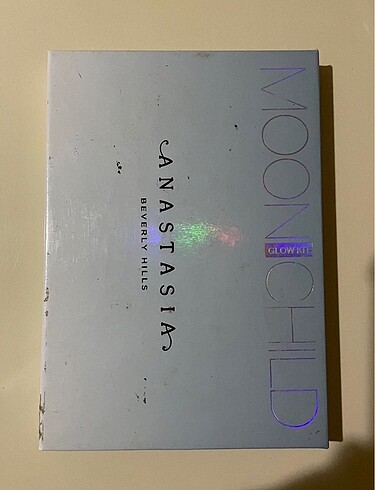 MOONCHILD
GLOW KIT
ANASTASIA
BEVERLY HILLS